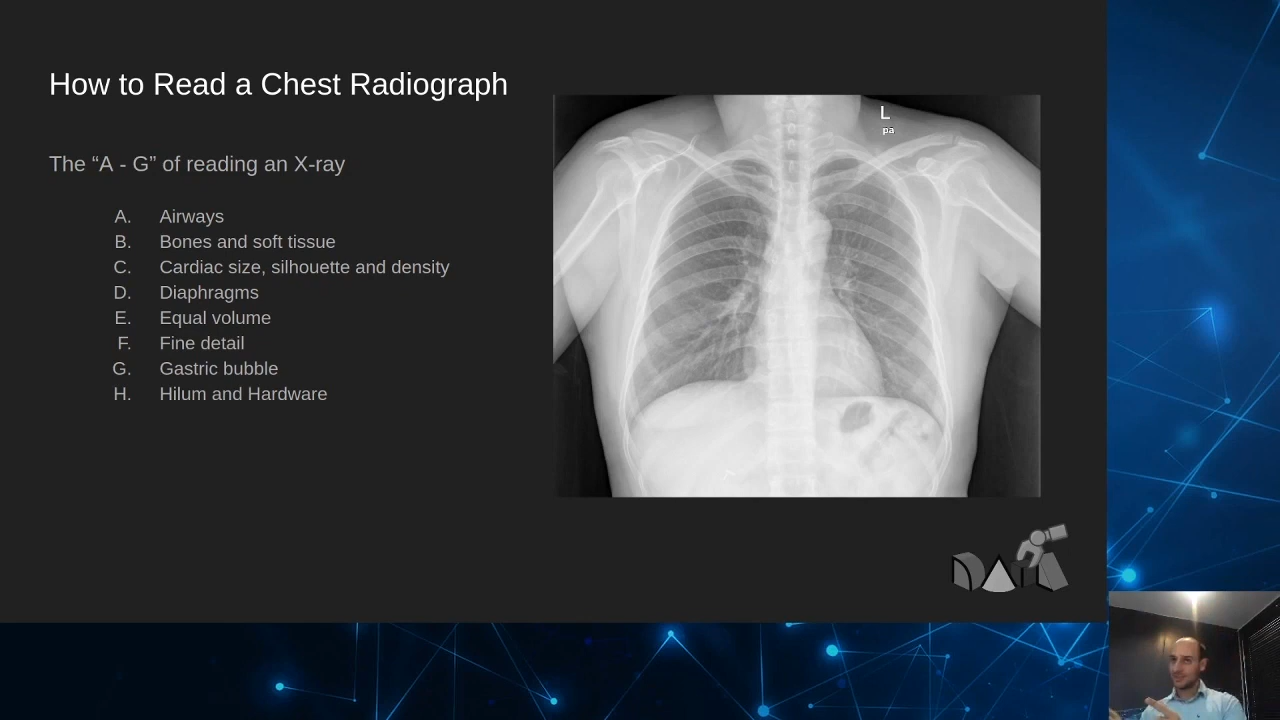 How to Read a Chest Radiograph
The “A - G” of reading an X-ray
A. Airways
B. Bones and soft tissue
C. Cardiac size, silhouette and density
D. Diaphragms
E. Equal volume
F. Fine detail
G. Gastric bubble
H. Hilum and Hardware
L
pa